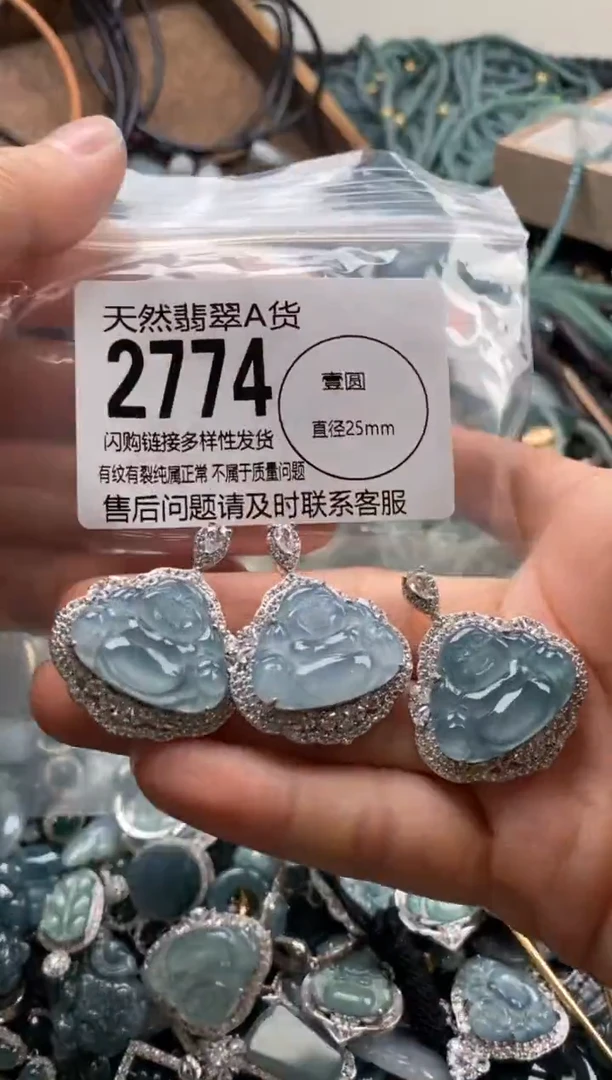 天然翡翠A货
2774
壹圆
直径25mm
闪购链接多样性发货
有纹有裂纯属正常 不属于质量问题
售后问题请及时联系客服